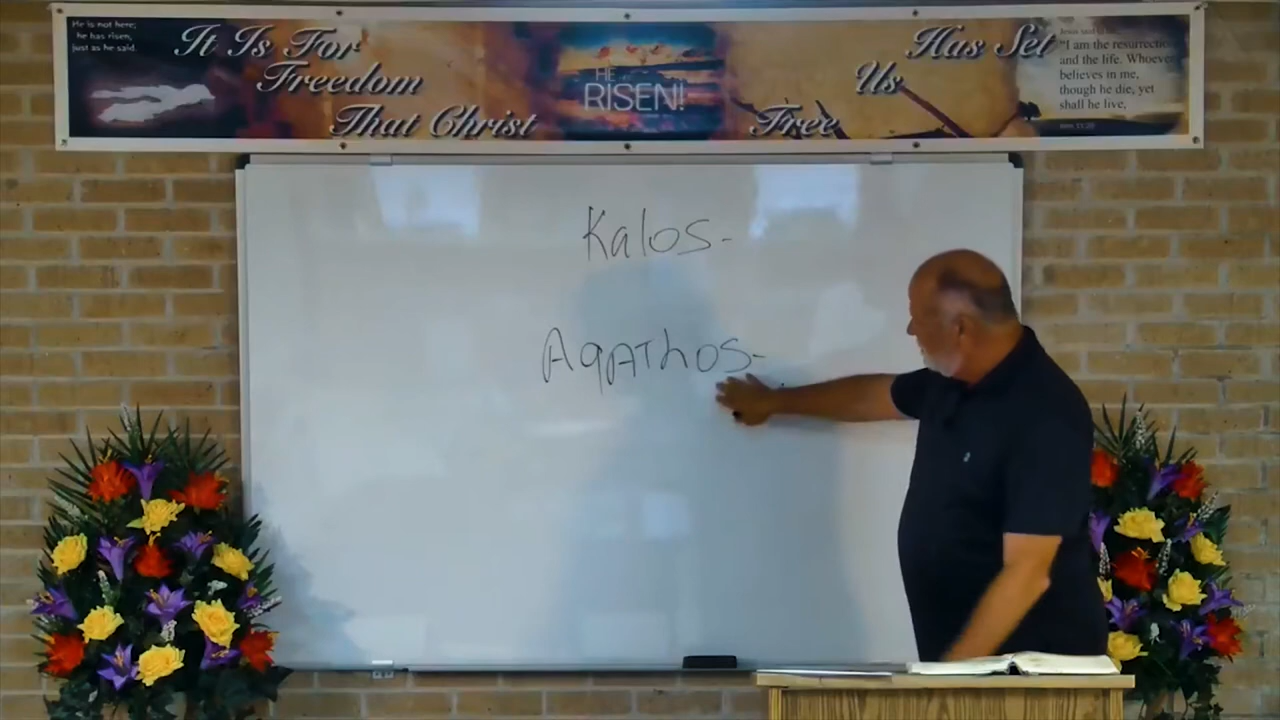 He is not here;
he has risen,
just as he said.
It Is For
Freedom
That Christ
HE
RISEN!
Has Set
Us
Free
"I am the resurrection
and the life. Whoever
believes in me,
though he die, yet
shall he live,
Kalos-
Agathos-